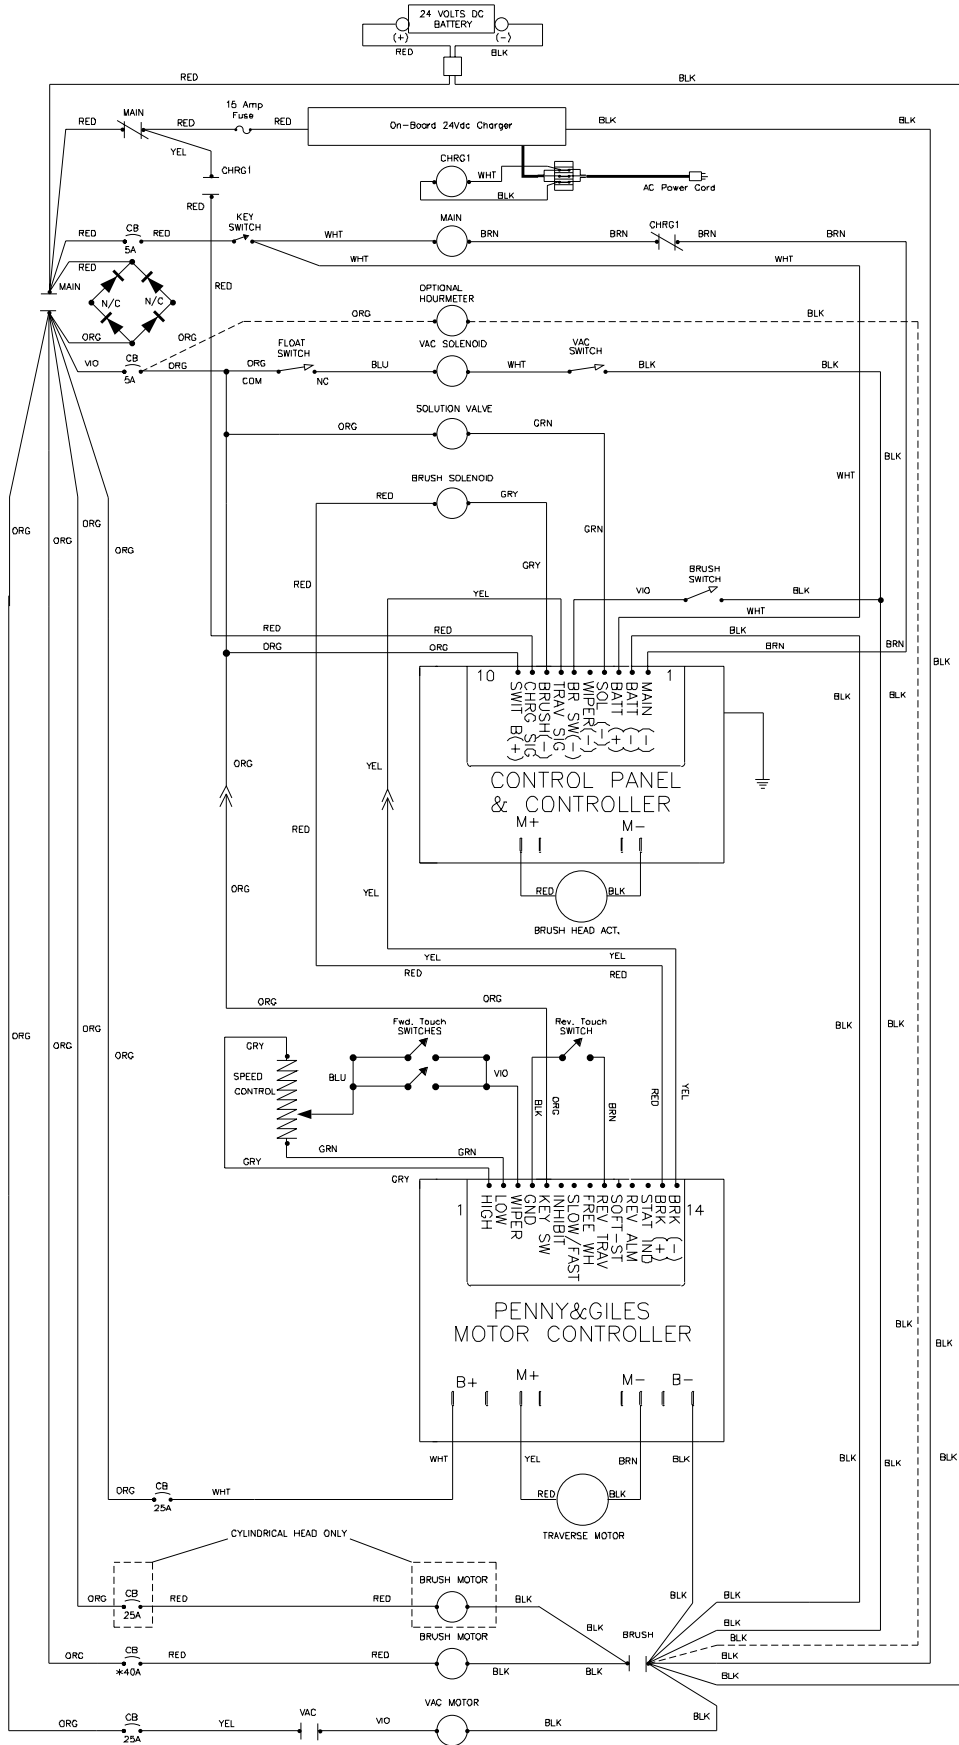 24 VOLTS DC
BATTERY
(+) (-)
RED BLK
RED BLK
MAIN
15 Amp
Fuse
RED RED RED
On-Board 24Vdc Charger
BLK BLK
YEL
CHRG1
CHRG1
WHT
BLK
AC Power Cord
RED
CB
RED RED
5A
KEY
SWITCH
WHT
MAIN
BRN BRN
CHRG1
BRN BRN
WHT WHT
RED
MAIN
N/C N/C
RED
OPTIONAL
HOURMETER
ORG BLK
ORG ORG
VIO
CB
5A
ORG
ORG
COM
FLOAT
SWITCH
NC
BLU
VAC SOLENOID
WHT
VAC
SWITCH
BLK BLK
SOLUTION VALVE
ORG GRN
BLK
WHT
BRUSH SOLENOID
RED GRY
ORG ORG ORG ORG
GRN
GRY
RED
YEL
BRUSH
SWITCH
VIO BLK
WHT
RED RED
BLK
ORG ORG
BRN BRN
BLK
10 1
SWIT B(+)
CHRG SIG
BRUSH(-)
TRAV SIG
BR SW(-)
WIPER(-)
SOL (-)
BATT (+)
BATT (-)
MAIN (-)
BLK BLK
CONTROL PANEL
& CONTROLLER
ORG YEL
M+ M-
RED
ORG YEL
RED BLK
BRUSH HEAD ACT.
YEL YEL
RED RED
ORG ORG
ORG ORG ORG ORG
BLK BLK
Fwd. Touch
SWITCHES
Rev. Touch
SWITCH
GRY
SPEED
CONTROL
BLU VIO
BLK ORG BRN RED YEL
GRN GRN
GRY GRY
1 14
HIGH
LOW
WIPER
GND
KEY SW
INHIBIT
SLOW/FAST
FREE WH
REV TRAV
SOFT-ST
REV ALM
STAT IND
BRK (+)
BRK (-)
PENNY&GILES
MOTOR CONTROLLER
BLK BLK
B+ M+ M- B-
WHT YEL BRN BLK
BLK BLK BLK BLK
ORG
CB
25A
WHT
RED BLK
TRAVERSE MOTOR
CYLINDRICAL HEAD ONLY
ORG
CB
25A
RED RED
BRUSH MOTOR
BLK
BLK
BLK
BLK
BLK
BLK
BRUSH
ORG
CB
*40A
RED RED
BRUSH MOTOR
BLK BLK
BLK
BLK
ORG
CB
25A
YEL
VAC
VIO
VAC MOTOR
BLK
BLK